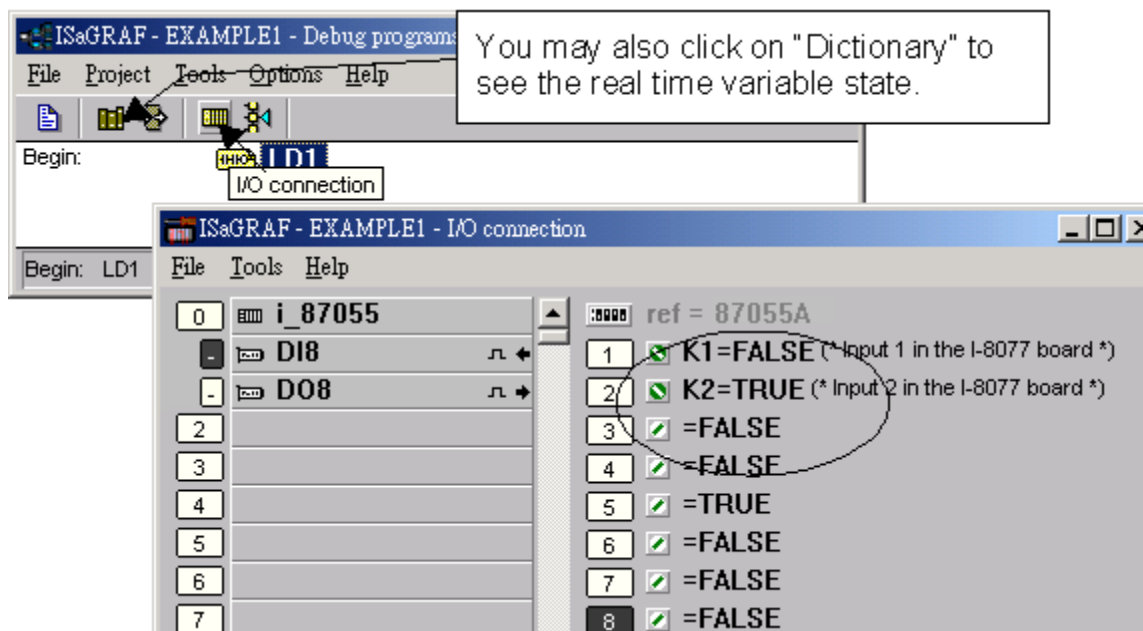 ISaGRAF - EXAMPLE1 - Debug programs
You may also click on "Dictionary" to
see the real time variable state.
File Project Tools Options Help
Begin: LD1
I/O connection
ISaGRAF - EXAMPLE1 - I/O connection
Begin: LD1
File Tools Help
0 i_87055 ref = 87055A
- DI8 1 K1=FALSE (* Input 1 in the I-8077 board *)
- DO8 2 K2=TRUE (* Input 2 in the I-8077 board *)
2 3 =FALSE
3 4 =FALSE
4 5 =TRUE
5 6 =FALSE
6 7 =FALSE
7 8 =FALSE